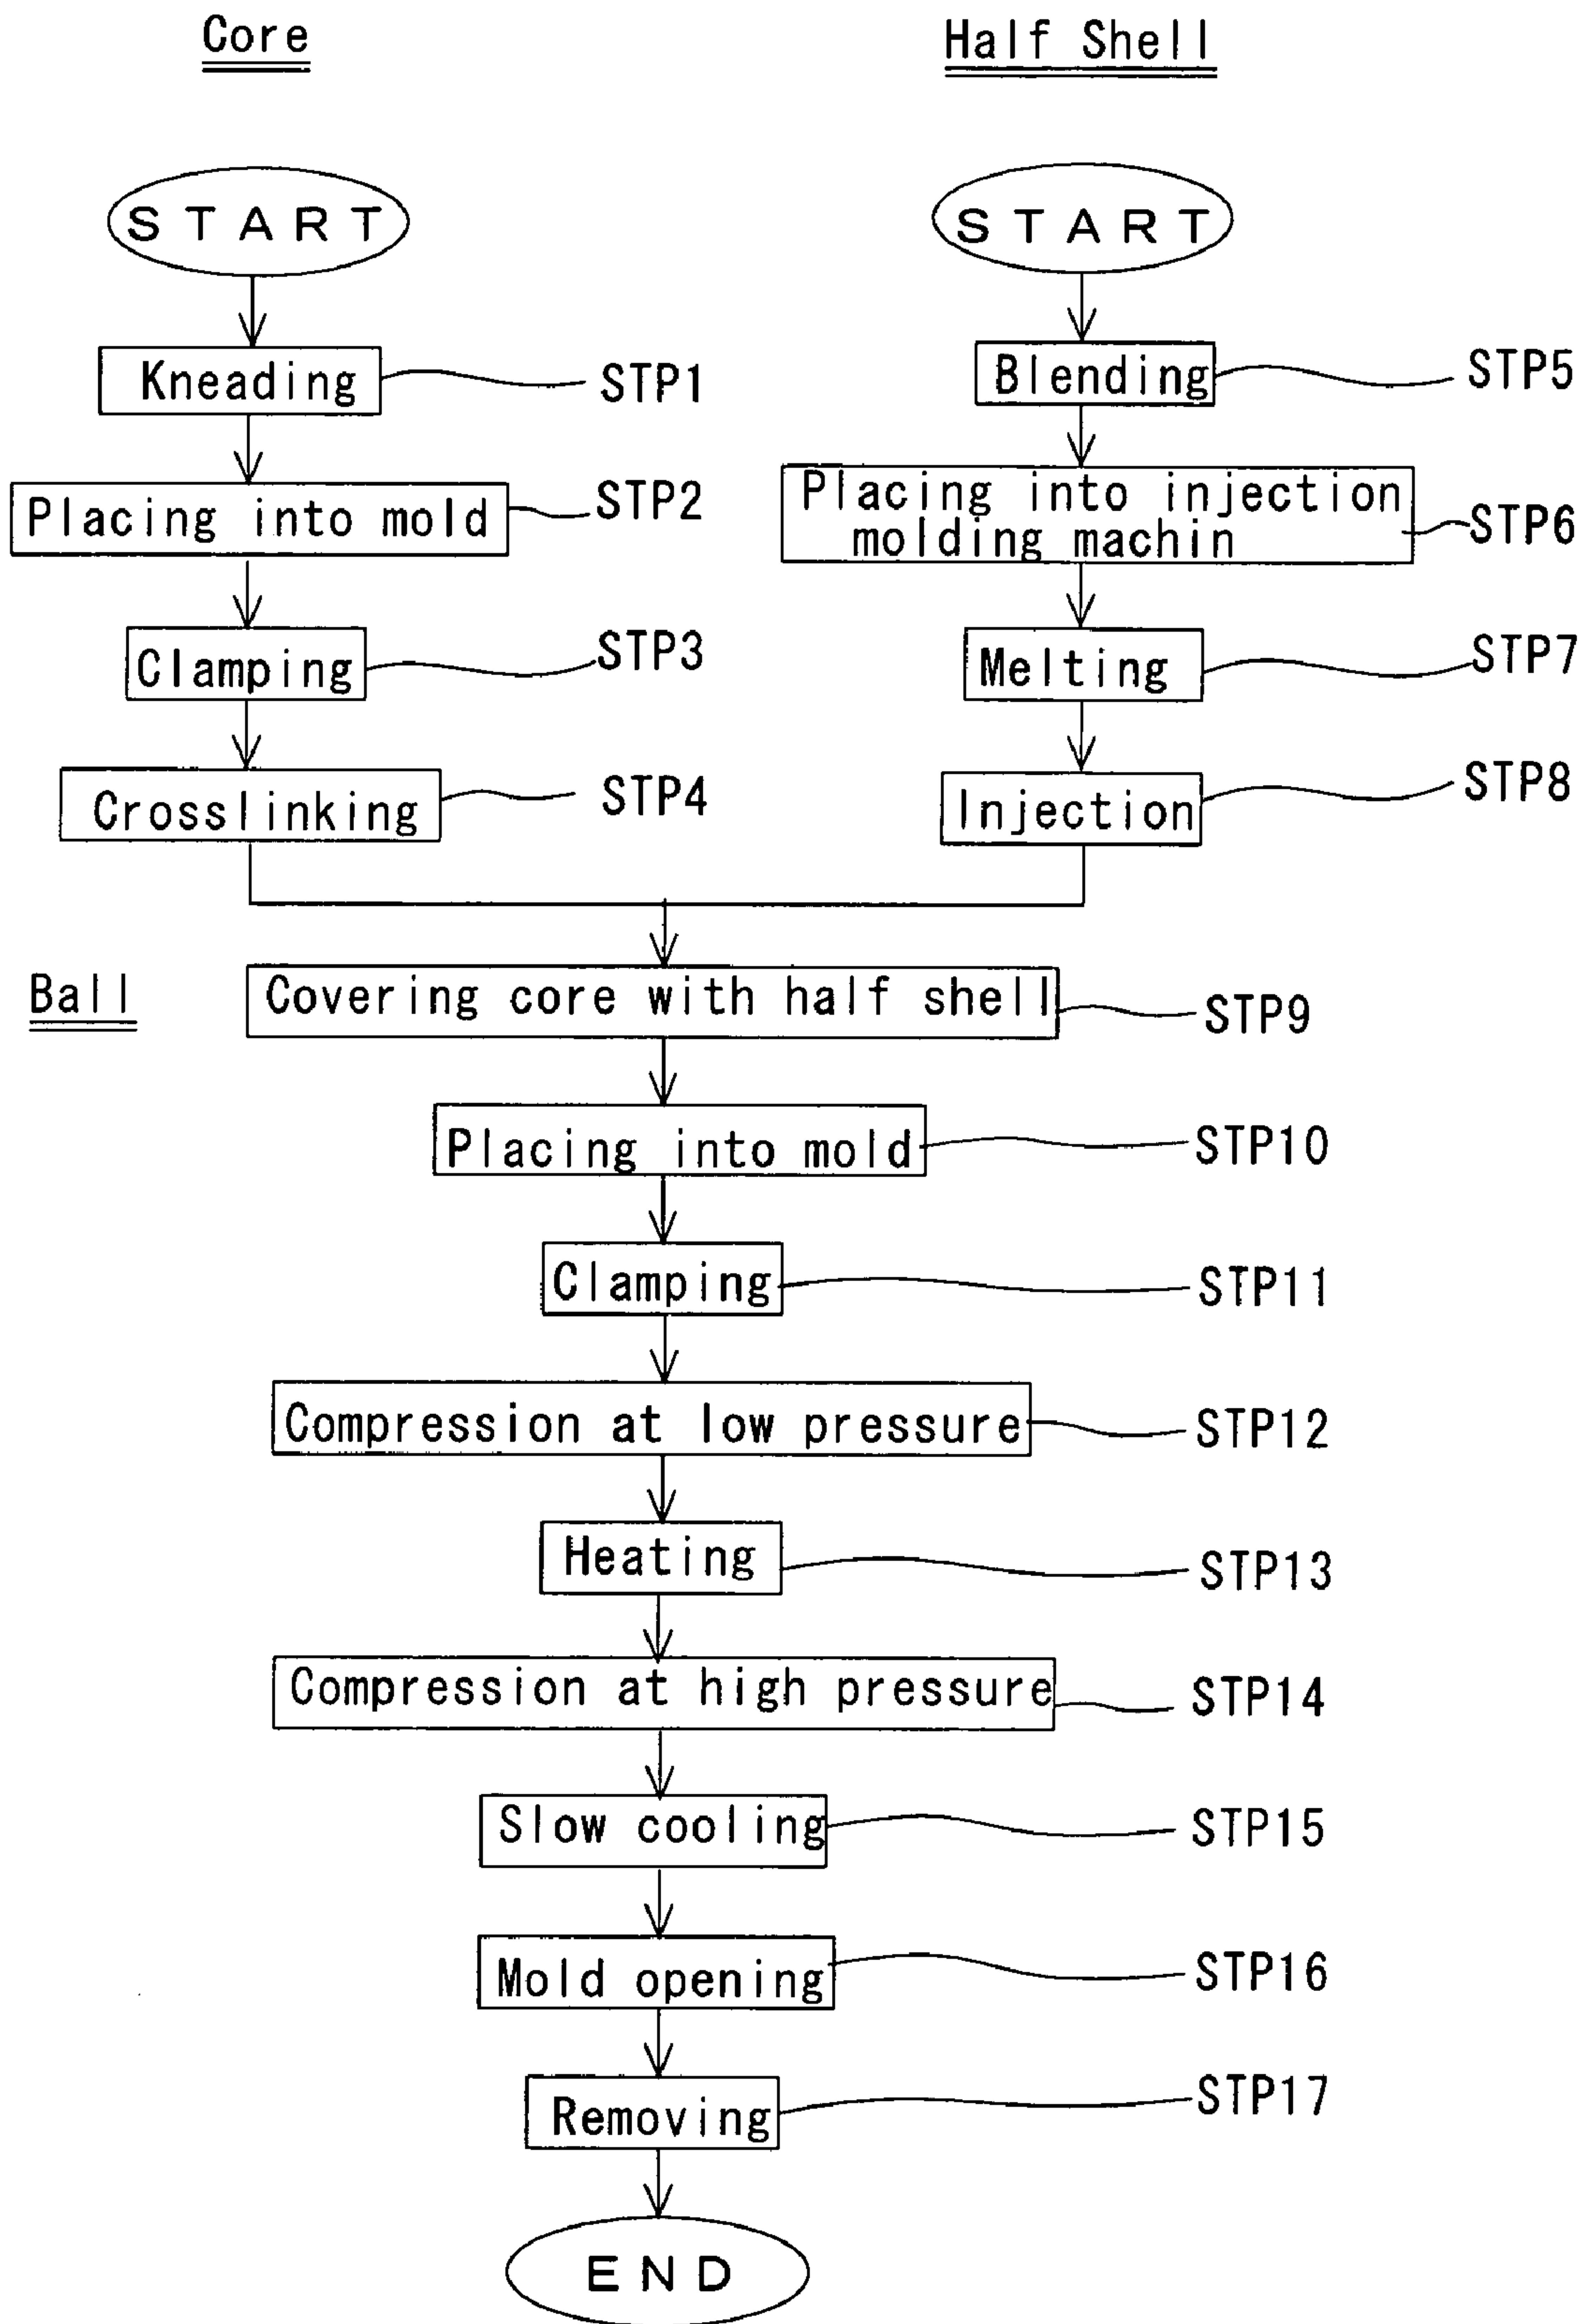 Core
START
Kneading
STP1
Placing into mold
STP2
Clamping
STP3
Crosslinking
STP4
Half Shell
START
Blending
STP5
Placing into injection
molding machin
STP6
Melting
STP7
Injection
STP8
Ball
Covering core with half shell
STP9
Placing into mold
STP10
Clamping
STP11
Compression at low pressure
STP12
Heating
STP13
Compression at high pressure
STP14
Slow cooling
STP15
Mold opening
STP16
Removing
STP17
END